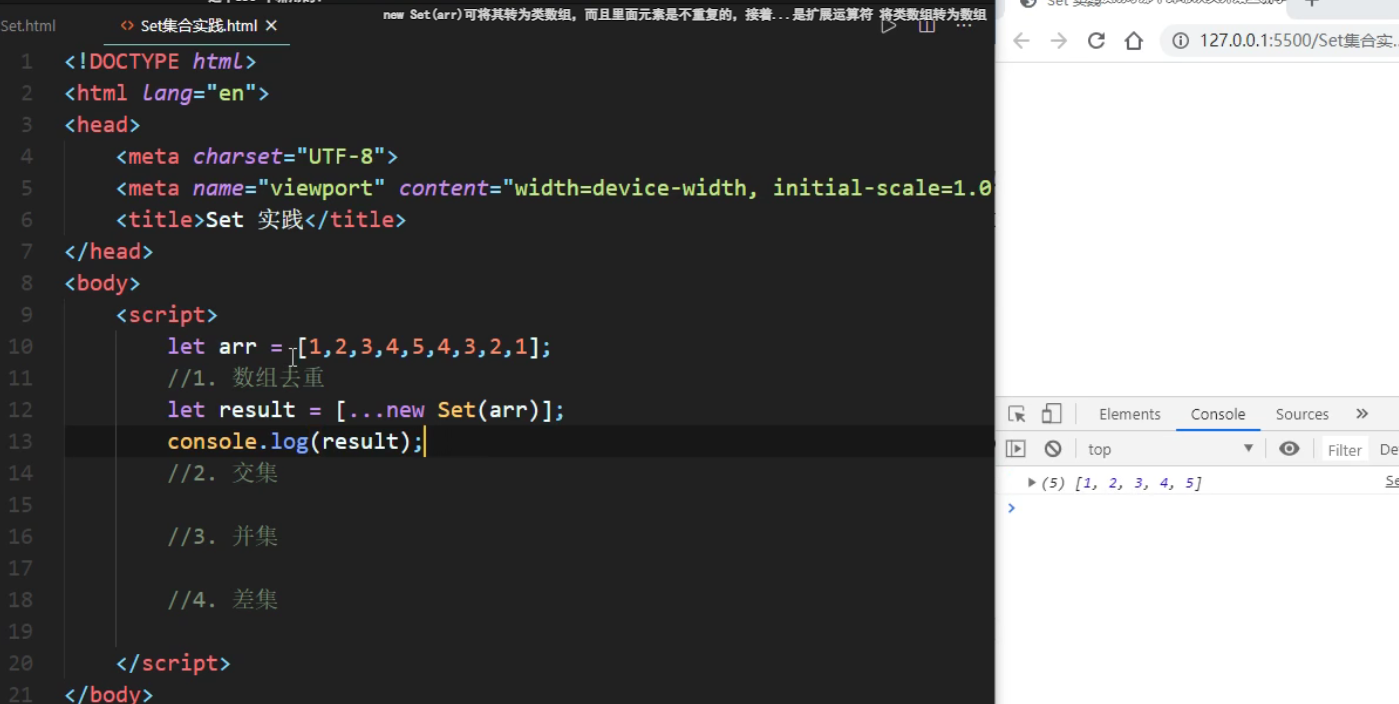 new Set(arr)可将其转为类数组，而且里面元素是不重复的，接着...是扩展运算符 将类数组转为数组
Set.html
<> Set集合实践.html ×
1 <!DOCTYPE html>
2 <html lang="en">
3 <head>
4 <meta charset="UTF-8">
5 <meta name="viewport" content="width=device-width, initial-scale=1.0
6 <title>Set 实践</title>
7 </head>
8 <body>
9 <script>
10 let arr = [1,2,3,4,5,4,3,2,1];
11 //1. 数组去重
12 let result = [...new Set(arr)];
13 console.log(result);
14 //2. 交集
15
16 //3. 并集
17
18 //4. 差集
19
20 </script>
21 </body>
127.0.0.1:5500/Set集合实...
Elements Console Sources »
top Filter De
(5) [1, 2, 3, 4, 5] Se